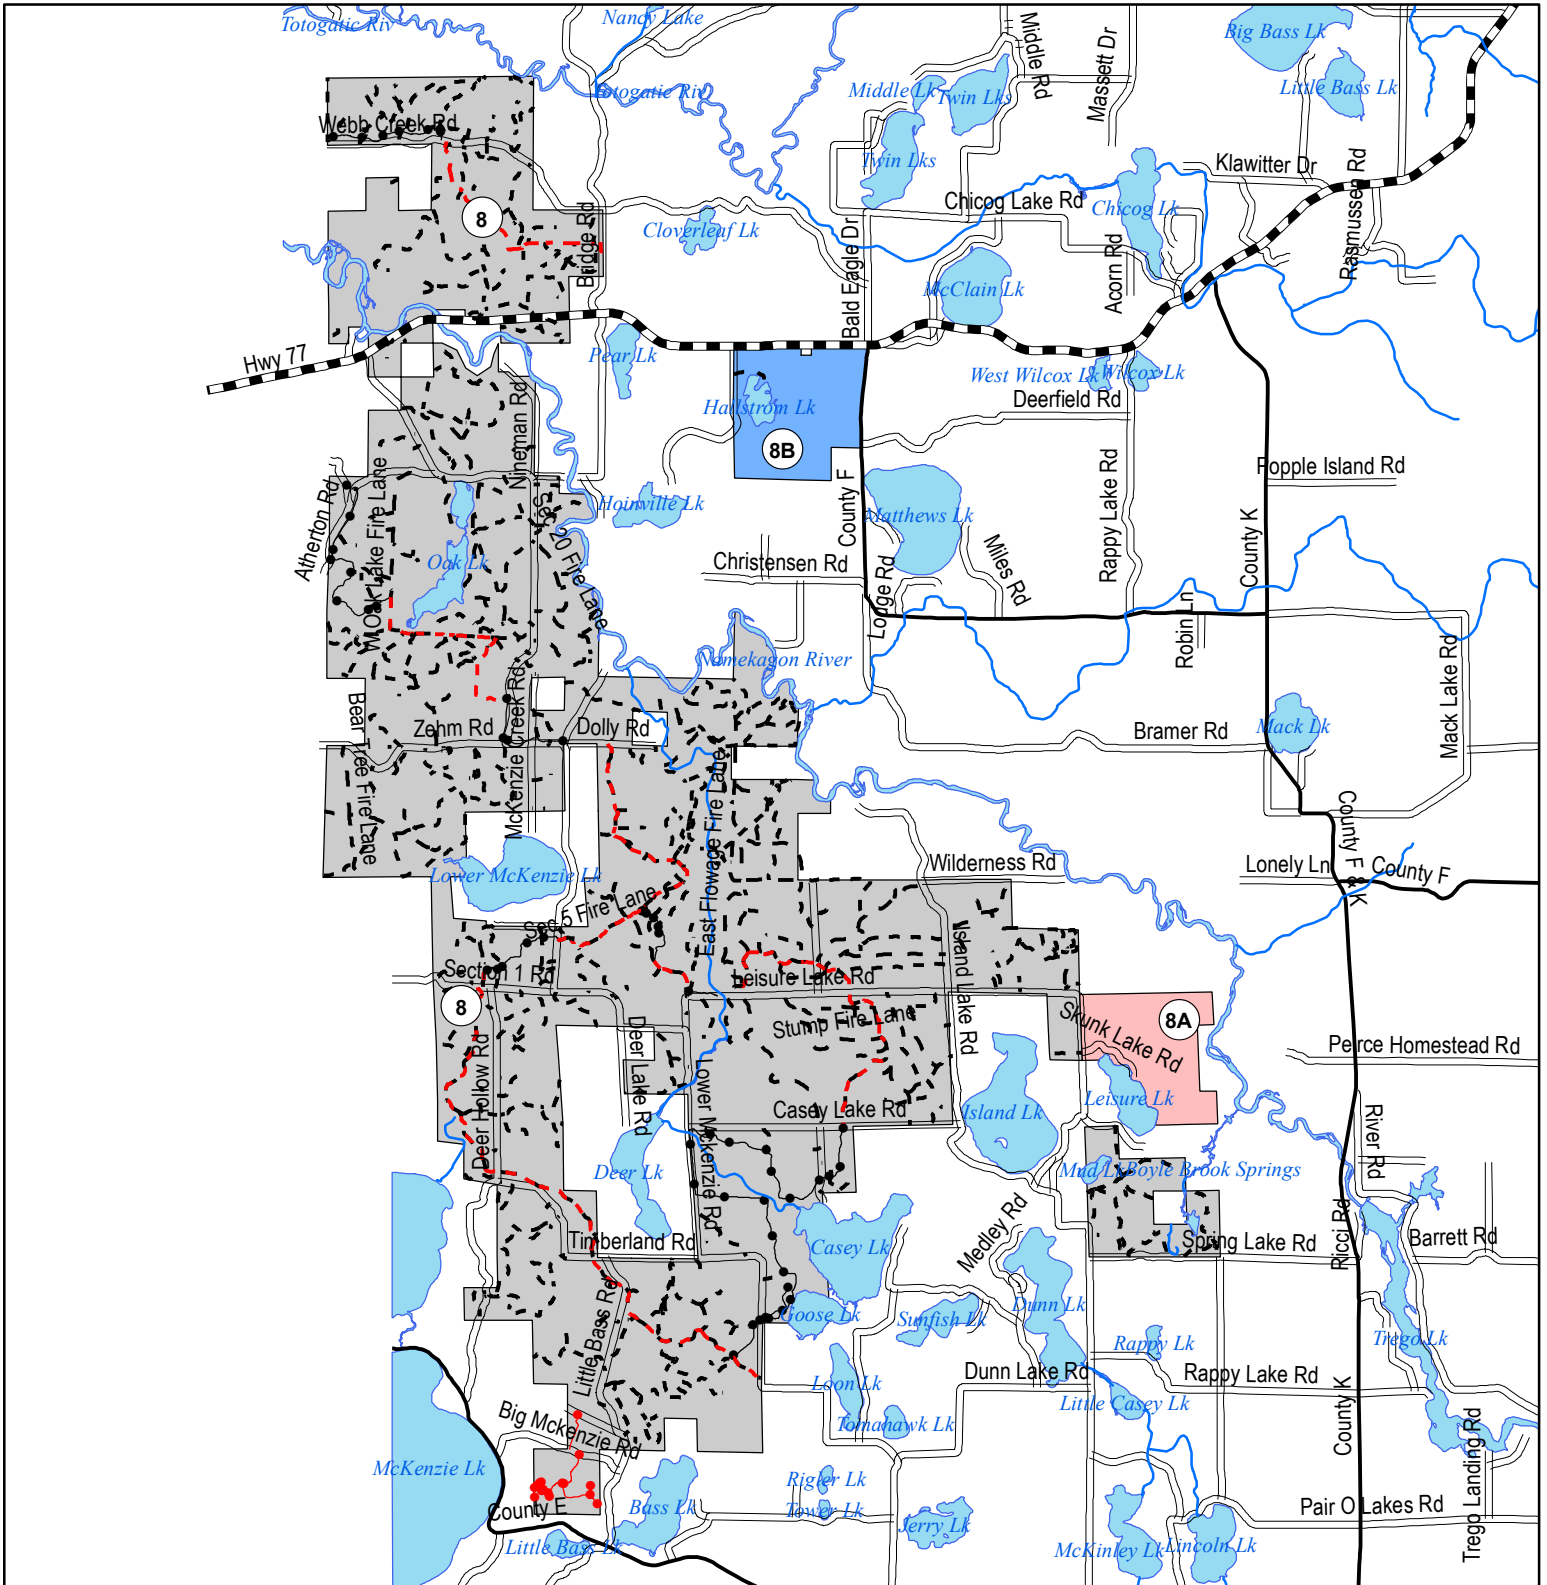 Totogatic Riv
Nancy Lake
Middle Rd
Massett Dr
Big Bass Lk
Totogatic Riv
Middle Lk
Twin Lks
Little Bass Lk
Webb Creek Rd
Twin Lks
Klawitter Dr
Rasmussen Rd
8
Bridge Rd
Cloverleaf Lk
Bald Eagle Dr
Chicog Lake Rd
Chicog Lk
Acorn Rd
McClain Lk
Hwy 77
Pear Lk
West Wilcox Lk
Wilcox Lk
Deerfield Rd
Hallstrom Lk
8B
Nineman Rd
Popple Island Rd
Atherton Rd
W Oak Lake Fire Lane
Sec 20 Fire Lane
Hoinville Lk
County F
Matthews Lk
Rappy Lake Rd
County K
Oak Lk
Christensen Rd
Lodge Rd
Miles Rd
Robin Ln
Namekagon River
Mack Lake Rd
Bear Tree Fire Lane
Zehm Rd
McKenzie Creek Rd
Dolly Rd
Bramer Rd
Mack Lk
East Flowage Fire Lane
County F & K
Lower McKenzie Lk
Wilderness Rd
Lonely Ln
County F
Sec 5 Fire Lane
Island Lake Rd
Section 1 Rd
Leisure Lake Rd
8
Stump Fire Lane
Skunk Lake Rd
8A
Deer Hollow Rd
Deer Lake Rd
Lower Mckenzie Rd
Peirce Homestead Rd
Casey Lake Rd
Island Lk
Leisure Lk
River Rd
Deer Lk
Mud Lk
Boyle Brook Springs
Medley Rd
Ricci Rd
Timberland Rd
Casey Lk
Spring Lake Rd
Barrett Rd
Little Bass Rd
Goose Lk
Sunfish Lk
Dunn Lk
Rappy Lk
Trego Lk
Loon Lk
Dunn Lake Rd
Rappy Lake Rd
Little Casey Lk
Big Mckenzie Rd
Tomahawk Lk
County K
Trego Landing Rd
McKenzie Lk
Rigler Lk
County E
Bass Lk
Tower Lk
Jerry Lk
Pair O Lakes Rd
Little Bass Lk
McKinley Lk
Lincoln Lk